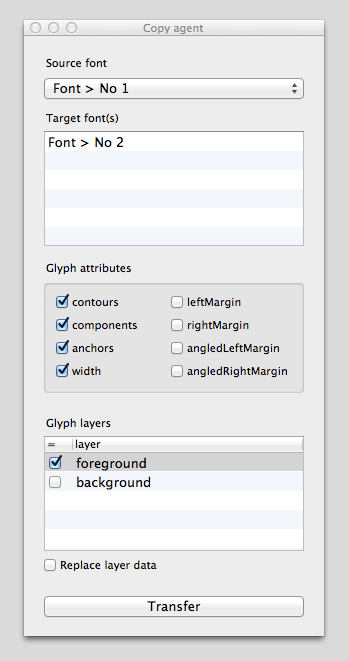 Copy agent
Source font
Font > No 1
Target font(s)
Font > No 2
Glyph attributes
contours leftMargin
components rightMargin
anchors angledLeftMargin
width angledRightMargin
Glyph layers
= layer
foreground
background
Replace layer data
Transfer